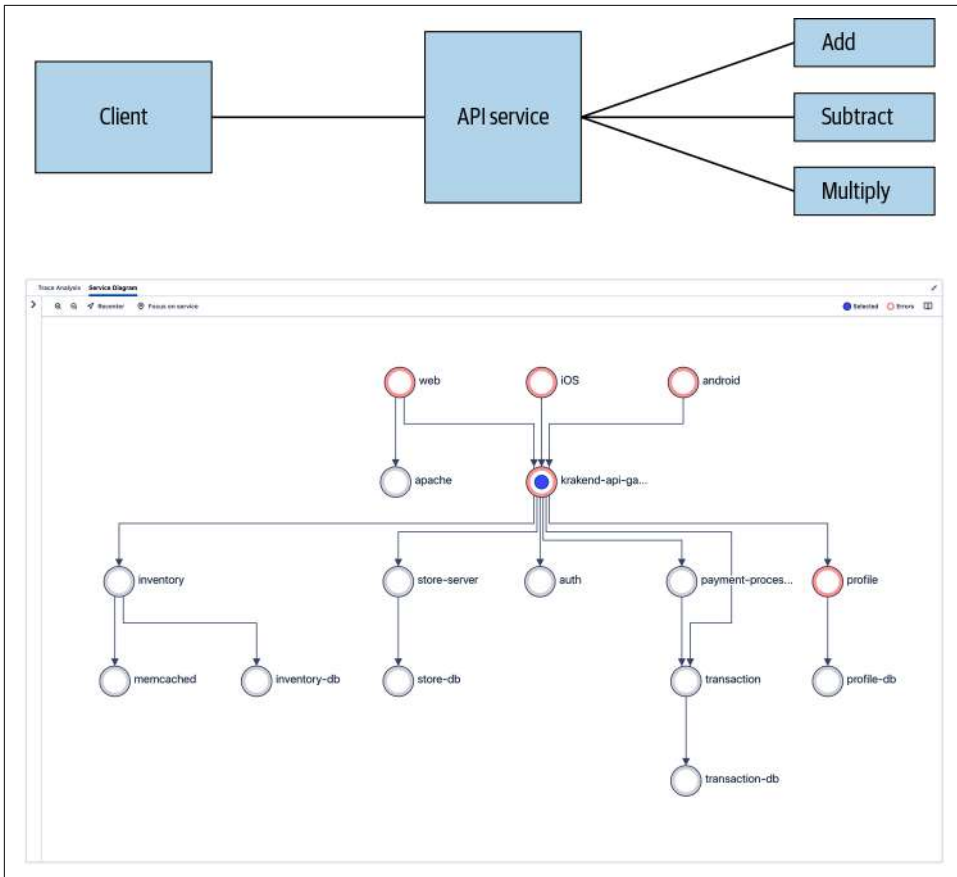 Client
API service
Add
Subtract
Multiply
Trace Analysis Service Diagram
Recenter Focus on service Selected Errors
web iOS android
apache krakend-api-ga...
inventory store-server auth payment-proces... profile
memcached inventory-db store-db transaction profile-db
transaction-db